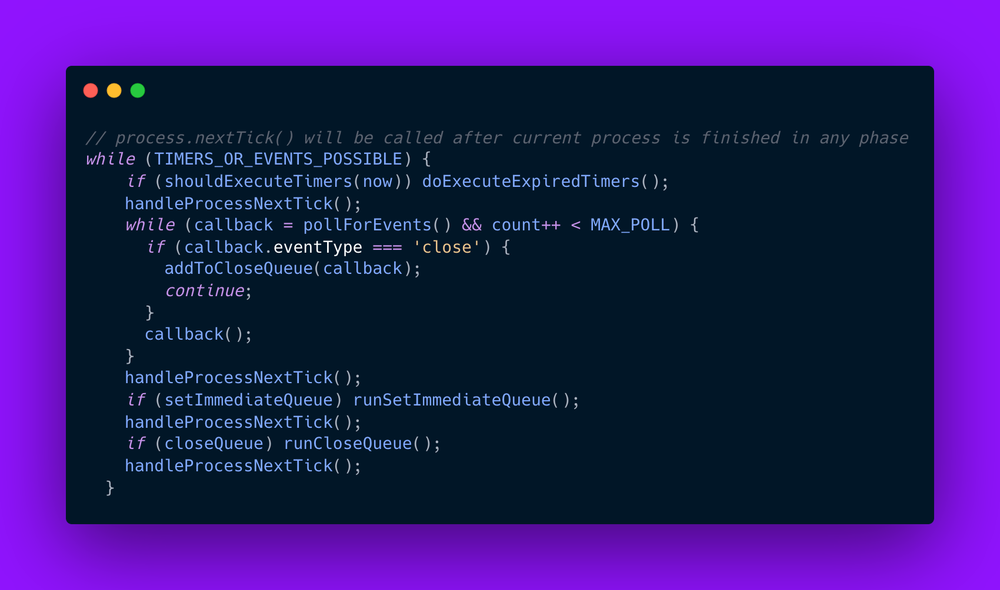 // process.nextTick() will be called after current process is finished in any phase
while (TIMERS_OR_EVENTS_POSSIBLE) {
    if (shouldExecuteTimers(now)) doExecuteExpiredTimers();
    handleProcessNextTick();
    while (callback = pollForEvents() && count++ < MAX_POLL) {
      if (callback.eventType === 'close') {
        addToCloseQueue(callback);
        continue;
      }
      callback();
    }
    handleProcessNextTick();
    if (setImmediateQueue) runSetImmediateQueue();
    handleProcessNextTick();
    if (closeQueue) runCloseQueue();
    handleProcessNextTick();
  }